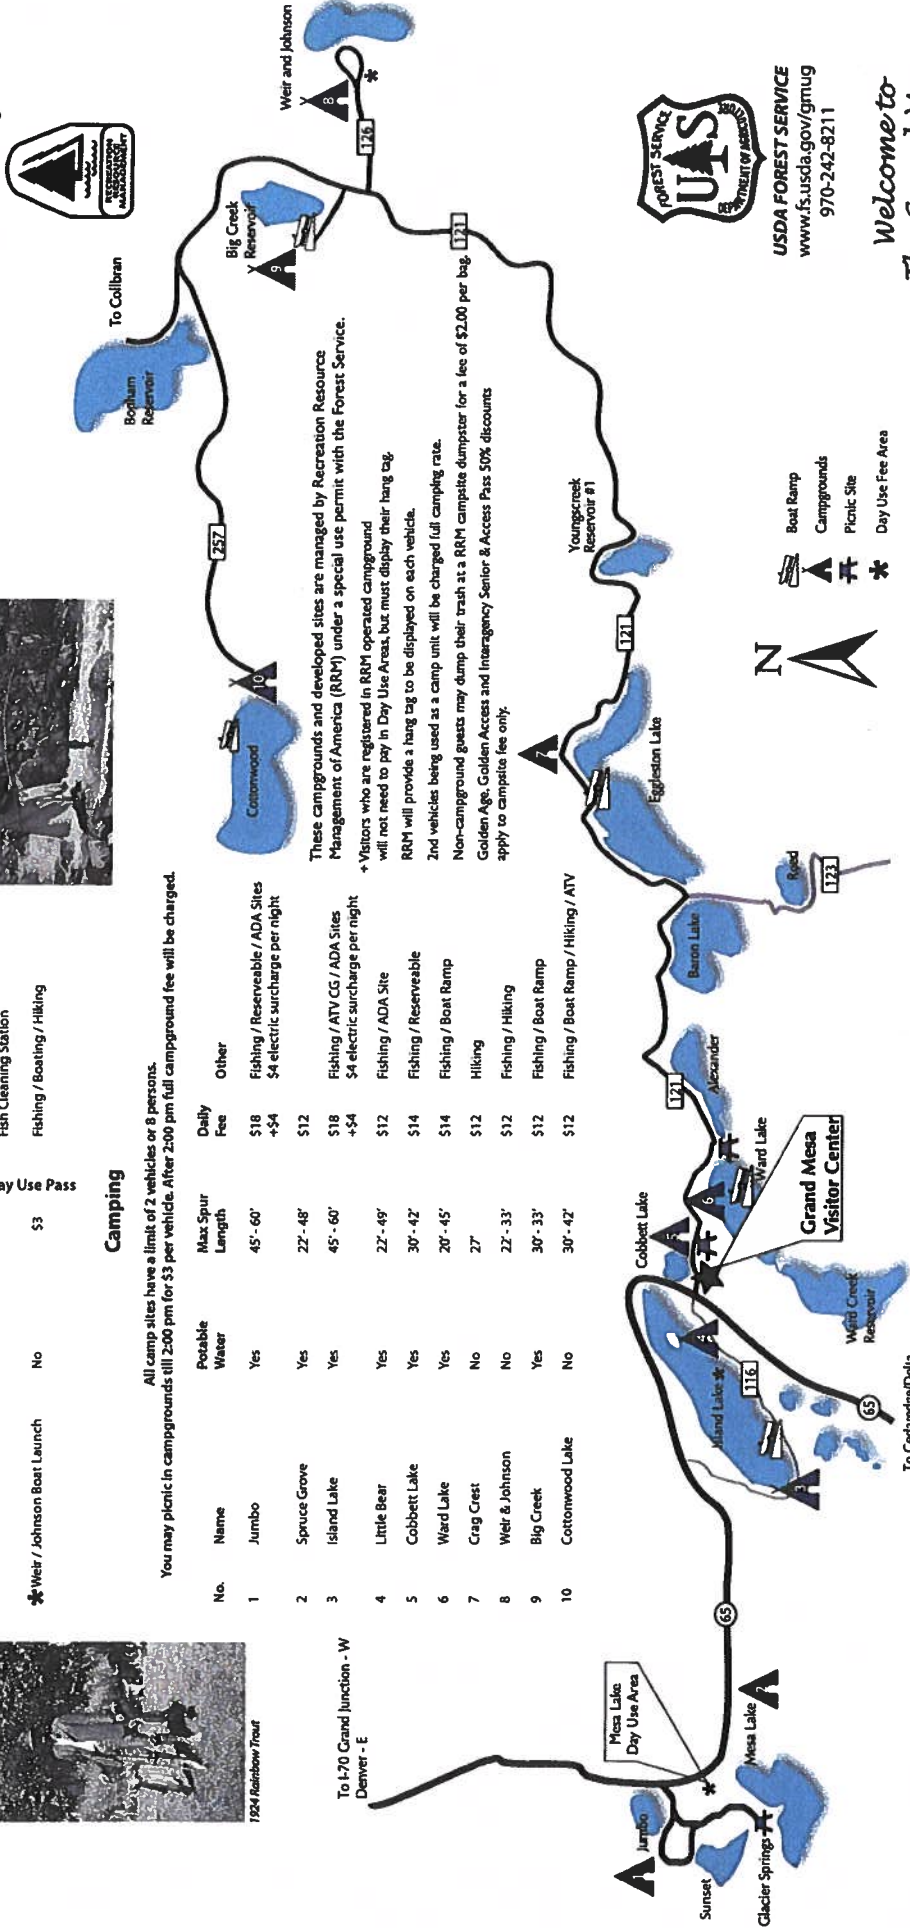 Fish Cleaning Station
ay Use Pass
✱ Weir / Johnson Boat Launch No $3 Fishing / Boating / Hiking
Camping
All camp sites have a limit of 2 vehicles or 8 persons.
You may picnic in campgrounds till 2:00 pm for $3 per vehicle. After 2:00 pm full campground fee will be charged.
No. Name Potable Water Max Spur Length Daily Fee Other
1 Jumbo Yes 45' - 60' $18 +$4 Fishing / Reserveable / ADA Sites
$4 electric surcharge per night
2 Spruce Grove Yes 22' - 48' $12
3 Island Lake Yes 45' - 60' $18 +$4 Fishing / ATV CG / ADA Sites
$4 electric surcharge per night
4 Little Bear Yes 22' - 49' $12 Fishing / ADA Site
5 Cobbett Lake Yes 30' - 42' $14 Fishing / Reserveable
6 Ward Lake Yes 20' - 45' $14 Fishing / Boat Ramp
7 Crag Crest No 27' $12 Hiking
8 Weir & Johnson No 22' - 33' $12 Fishing / Hiking
9 Big Creek Yes 30' - 33' $12 Fishing / Boat Ramp
10 Cottonwood Lake No 30' - 42' $12 Fishing / Boat Ramp / Hiking / ATV
1924 Rainbow Trout
These campgrounds and developed sites are managed by Recreation Resource
Management of America (RRM) under a special use permit with the Forest Service.
+ Visitors who are registered in RRM operated campground
will not need to pay in Day Use Areas, but must display their hang tag.
RRM will provide a hang tag to be displayed on each vehicle.
2nd vehicles being used as a camp unit will be charged full camping rate.
Non-campground guests may dump their trash at a RRM campsite dumpster for a fee of $2.00 per bag.
Golden Age, Golden Access and Interagency Senior & Access Pass 50% discounts
apply to campsite fee only.
RECREATION
RESOURCE
MANAGEMENT
To I-70 Grand Junction - W
Denver - E
Mesa Lake
Day Use Area
1
Jumbo
Sunset
Glacier Springs
Mesa Lake
2
65
3
Island Lake ✱
116
4
65
To Cedaredge/Delta
Cobbett Lake
5
6
Ward Lake
Ward Creek
Reservoir
Grand Mesa
Visitor Center
121
Alexander
Baron Lake
Reed
123
7
Eggleston Lake
121
Youngscreek
Reservoir #1
121
Cottonwood
10
257
Bonham
Reservoir
To Collbran
Big Creek
Reservoir
9
126
8
Weir and Johnson
N
Boat Ramp
Campgrounds
Picnic Site
✱ Day Use Fee Area
FOREST SERVICE
U S
DEPARTMENT OF AGRICULTURE
USDA FOREST SERVICE
www.fs.usda.gov/gmug
970-242-8211
Welcome to